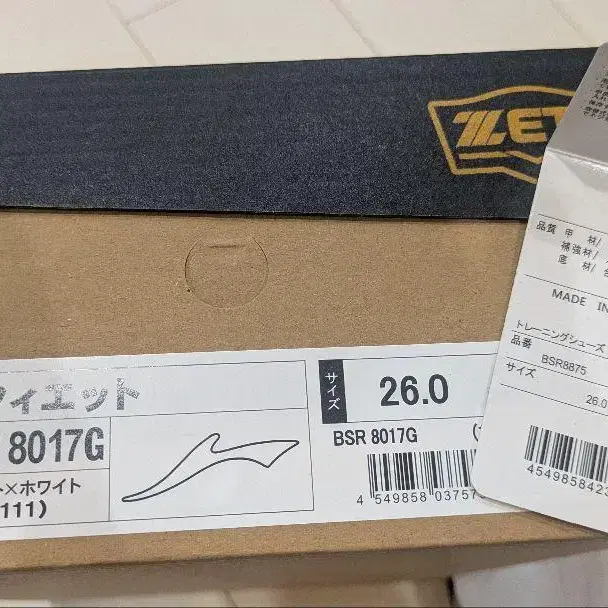 ZET
ウィエット
8017G
×ホワイト
111)
サイズ
26.0
BSR 8017G
4 549858 03757
品質 甲 材/
補強材/
底 材/
MADE IN
トレーニングシューズ
品番 BSR8875
サイズ
26.0
454985842